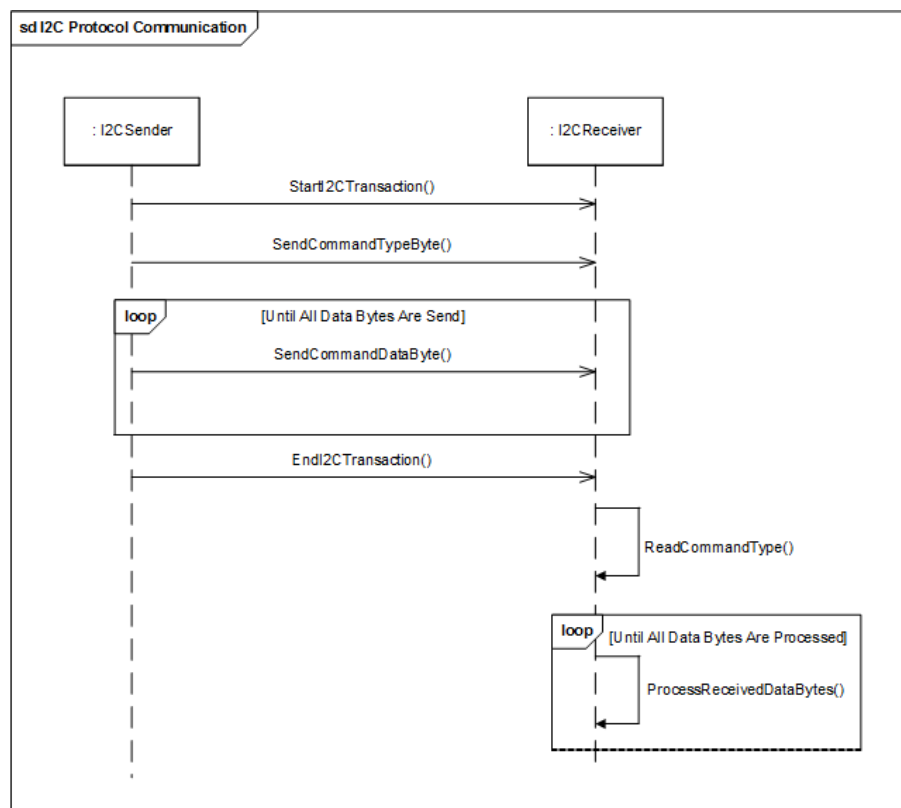 sd I2C Protocol Communication
: I2CSender
: I2CReceiver
StartI2CTransaction()
SendCommandTypeByte()
loop
[Until All Data Bytes Are Send]
SendCommandDataByte()
EndI2CTransaction()
ReadCommandType()
loop
[Until All Data Bytes Are Processed]
ProcessReceivedDataBytes()